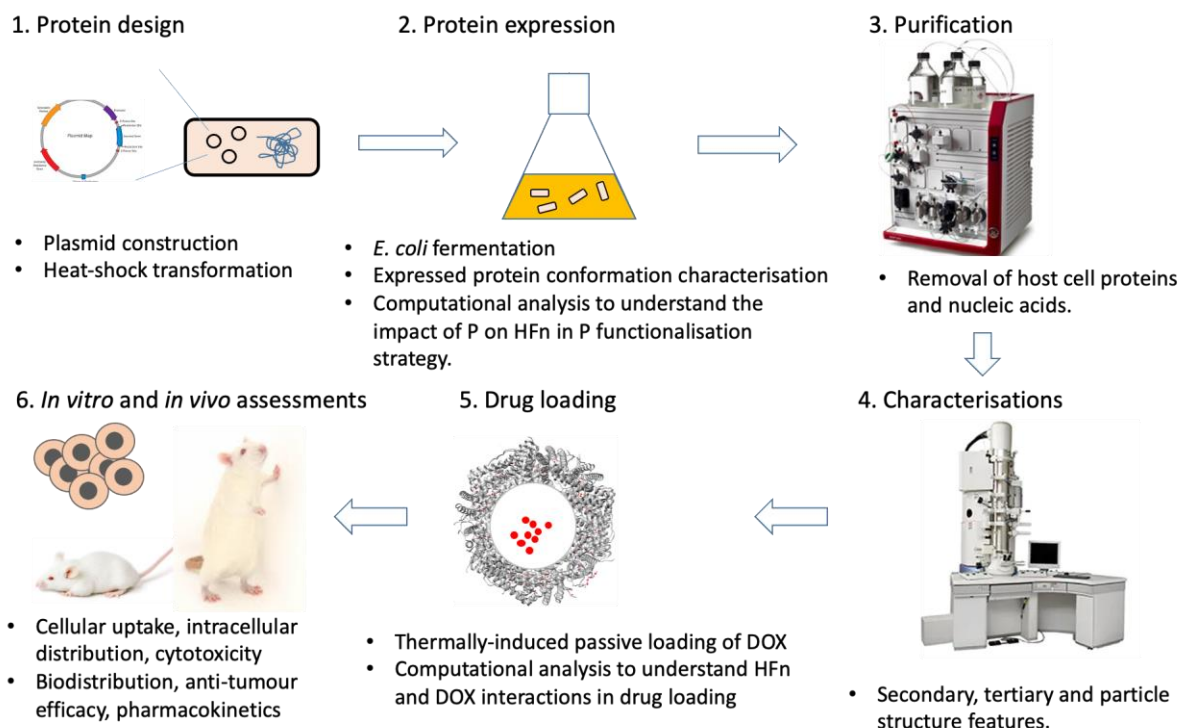 1. Protein design
Plasmid Map
• Plasmid construction
• Heat-shock transformation
2. Protein expression
• E. coli fermentation
• Expressed protein conformation characterisation
• Computational analysis to understand the
impact of P on HFn in P functionalisation
strategy.
3. Purification
• Removal of host cell proteins
and nucleic acids.
4. Characterisations
• Secondary, tertiary and particle
structure features.
5. Drug loading
• Thermally-induced passive loading of DOX
• Computational analysis to understand HFn
and DOX interactions in drug loading
6. In vitro and in vivo assessments
• Cellular uptake, intracellular
distribution, cytotoxicity
• Biodistribution, anti-tumour
efficacy, pharmacokinetics